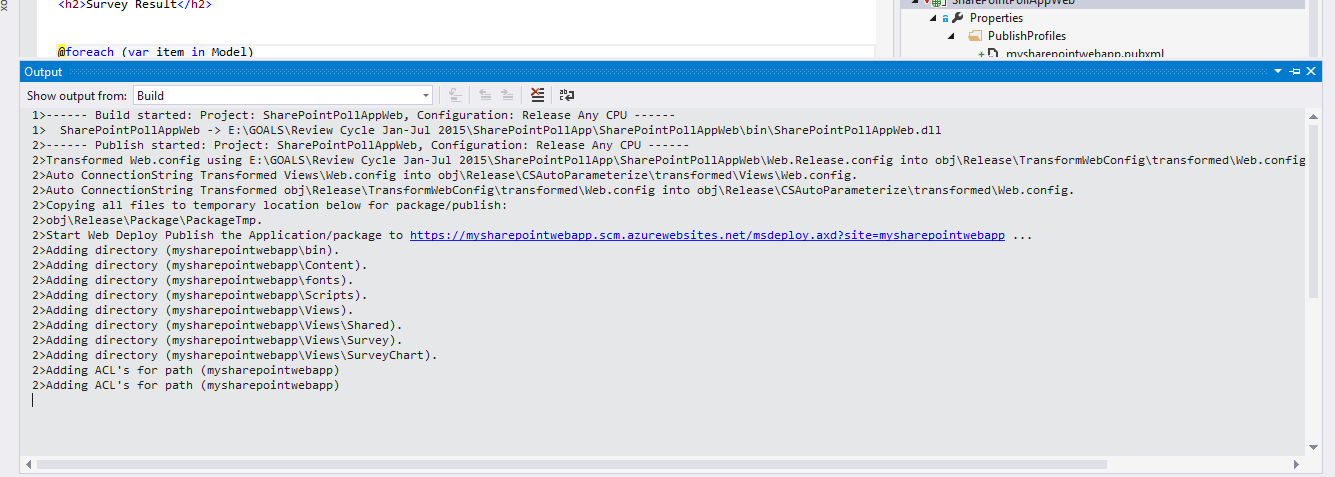 ox
<h2>Survey Result</h2>
SharePointPollAppWeb
Properties
@foreach (var item in Model)
PublishProfiles
mysharepointwebapp.pubxml
Output
Show output from: Build
1>------ Build started: Project: SharePointPollAppWeb, Configuration: Release Any CPU ------
1>  SharePointPollAppWeb -> E:\GOALS\Review Cycle Jan-Jul 2015\SharePointPollApp\SharePointPollAppWeb\bin\SharePointPollAppWeb.dll
2>------ Publish started: Project: SharePointPollAppWeb, Configuration: Release Any CPU ------
2>Transformed Web.config using E:\GOALS\Review Cycle Jan-Jul 2015\SharePointPollApp\SharePointPollAppWeb\Web.Release.config into obj\Release\TransformWebConfig\transformed\Web.config
2>Auto ConnectionString Transformed Views\Web.config into obj\Release\CSAutoParameterize\transformed\Views\Web.config.
2>Auto ConnectionString Transformed obj\Release\TransformWebConfig\transformed\Web.config into obj\Release\CSAutoParameterize\transformed\Web.config.
2>Copying all files to temporary location below for package/publish:
2>obj\Release\Package\PackageTmp.
2>Start Web Deploy Publish the Application/package to https://mysharepointwebapp.scm.azurewebsites.net/msdeploy.axd?site=mysharepointwebapp ...
2>Adding directory (mysharepointwebapp\bin).
2>Adding directory (mysharepointwebapp\Content).
2>Adding directory (mysharepointwebapp\fonts).
2>Adding directory (mysharepointwebapp\Scripts).
2>Adding directory (mysharepointwebapp\Views).
2>Adding directory (mysharepointwebapp\Views\Shared).
2>Adding directory (mysharepointwebapp\Views\Survey).
2>Adding directory (mysharepointwebapp\Views\SurveyChart).
2>Adding ACL's for path (mysharepointwebapp)
2>Adding ACL's for path (mysharepointwebapp)